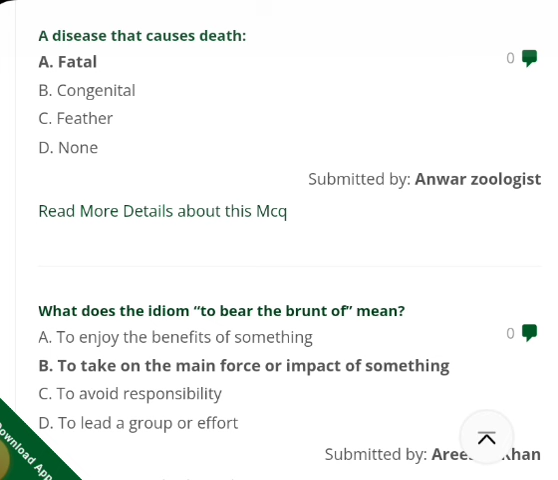 A disease that causes death:
A. Fatal
0
B. Congenital
C. Feather
D. None
Submitted by: Anwar zoologist
Read More Details about this Mcq
What does the idiom “to bear the brunt of” mean?
A. To enjoy the benefits of something
0
B. To take on the main force or impact of something
C. To avoid responsibility
D. To lead a group or effort
Submitted by:
Download App